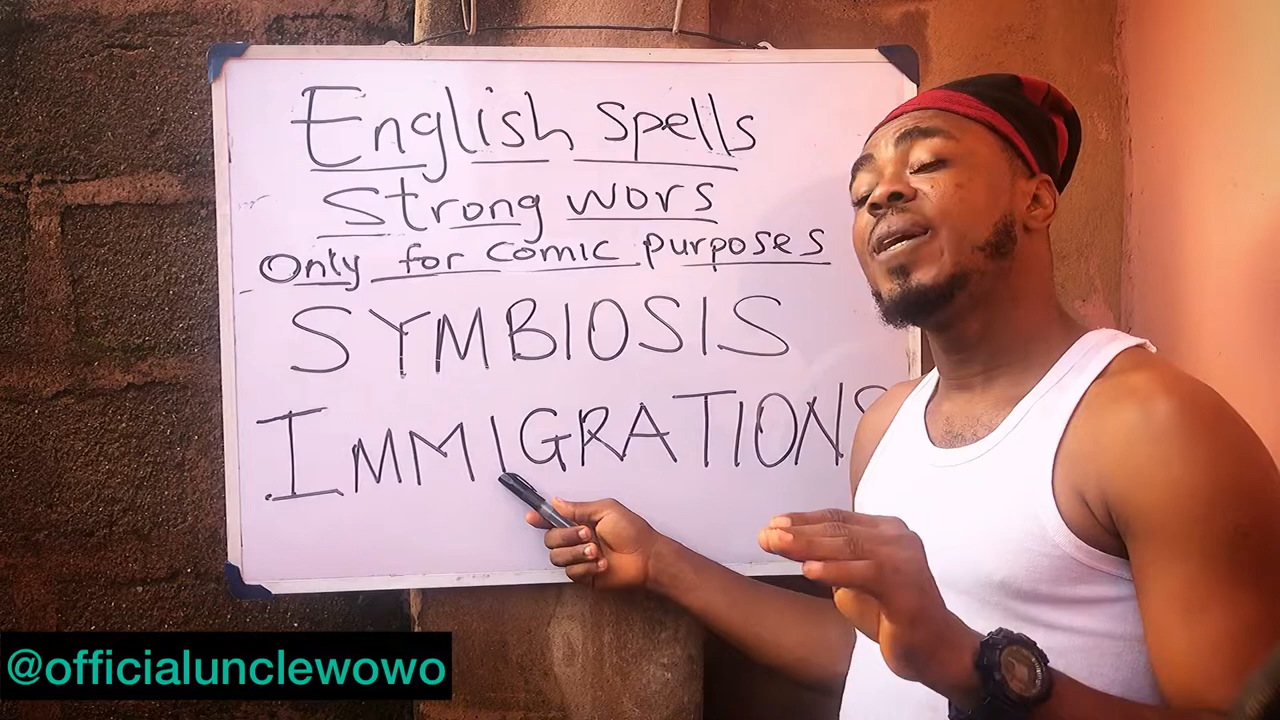 English spells
Strong wors
Only for comic purposes
SYMBIOSIS
IMMIGRATIONS
@officialunclewowo